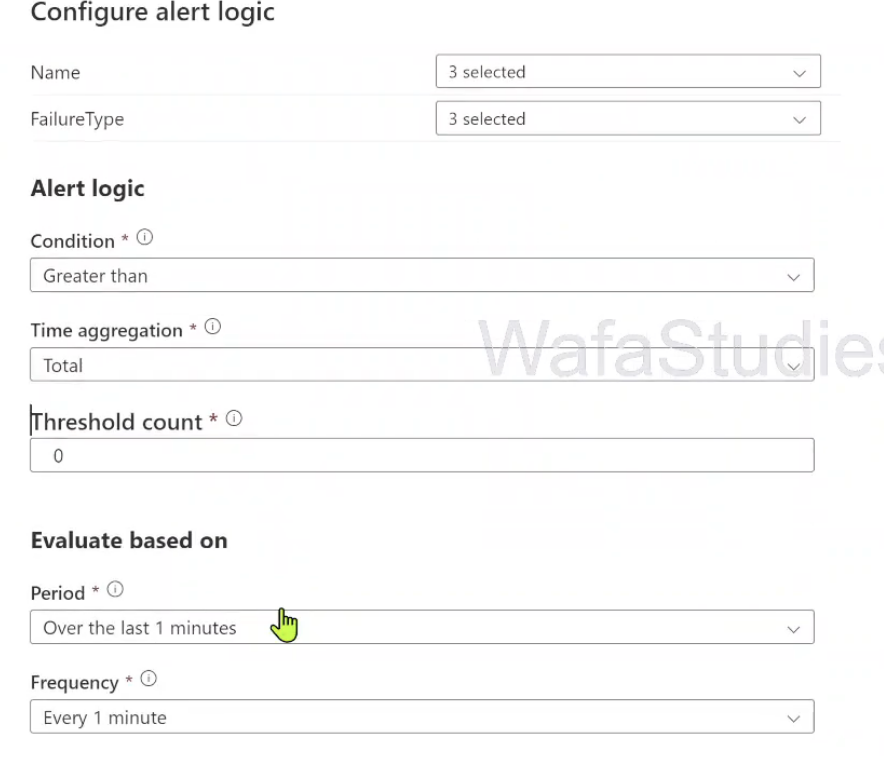 Configure alert logic
Name
3 selected
FailureType
3 selected
Alert logic
Condition *
Greater than
Time aggregation *
Total
WafaStudies
Threshold count *
0
Evaluate based on
Period *
Over the last 1 minutes
Frequency *
Every 1 minute